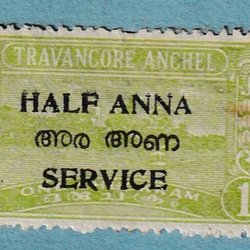 TRAVANCORE ANCHEL
HALF ANNA
അര അണ
SERVICE